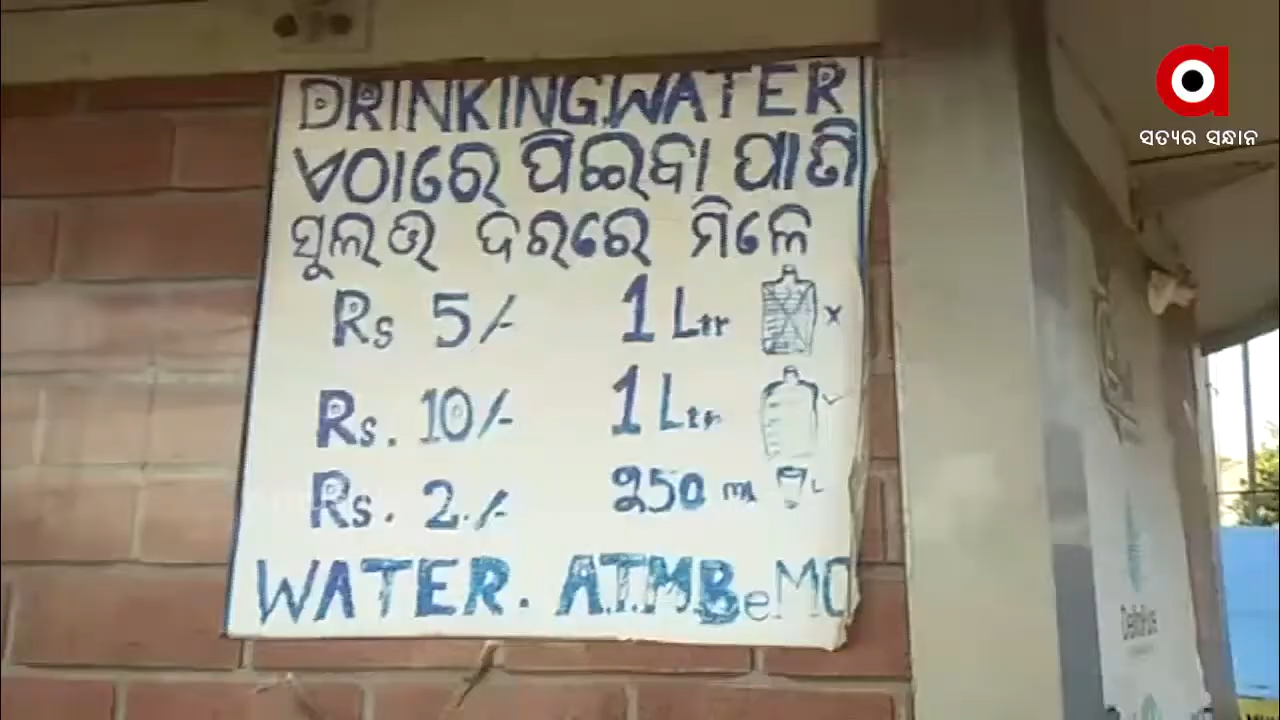 DRINKING.WATER
ଏଠାରେ ପିଇବା ପାଣି
ସୁଲଭ ଦରରେ ମିଳେ
Rs 5/- 1 Ltr x
Rs. 10/- 1 Ltr
Rs. 2./- 250 ml
WATER. A.T.M.BeMC
ସତ୍ୟର ସନ୍ଧାନ